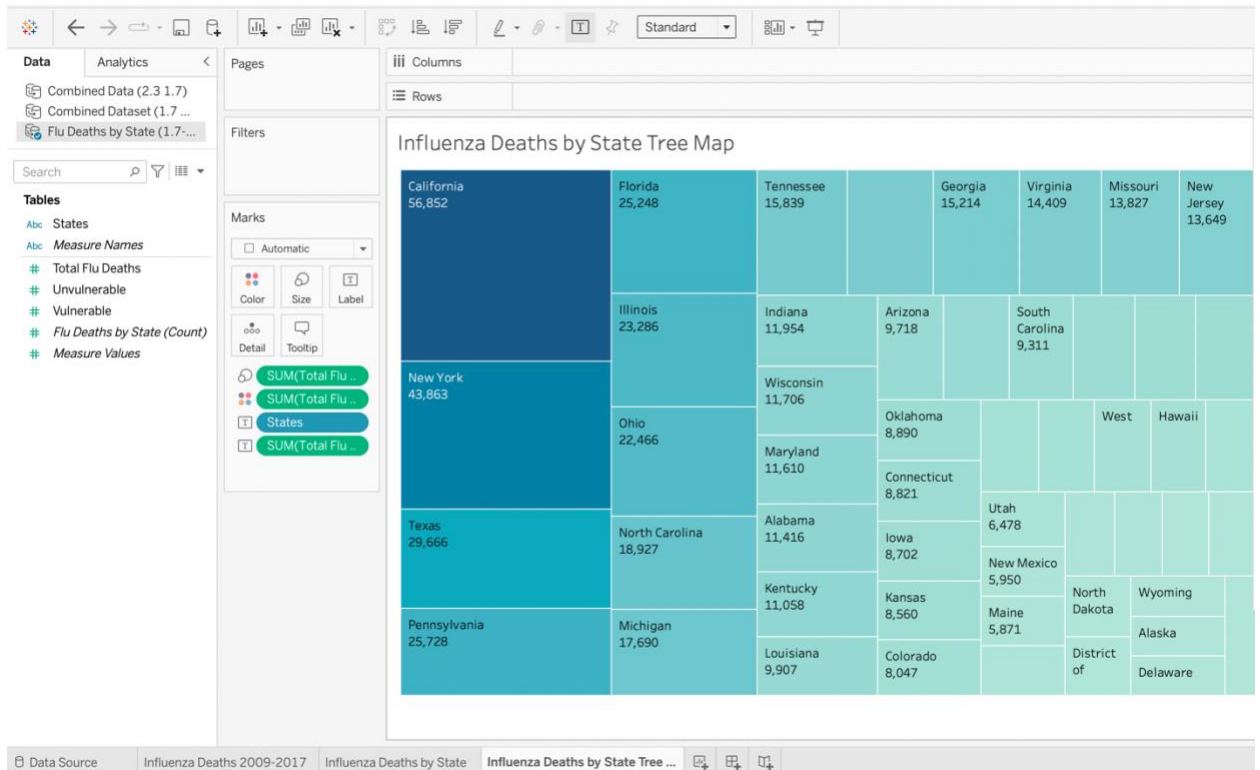 Standard
Data
Analytics
Pages
iii Columns
Rows
Combined Data (2.3 1.7)
Combined Dataset (1.7 ...
Flu Deaths by State (1.7-...
Search
Tables
Abc States
Abc Measure Names
# Total Flu Deaths
# Unvulnerable
# Vulnerable
# Flu Deaths by State (Count)
# Measure Values
Filters
Marks
Automatic
Color
Size
T
Label
Detail
Tooltip
SUM(Total Flu ..
SUM(Total Flu ..
T States
T SUM(Total Flu ..
Influenza Deaths by State Tree Map
California
56,852
New York
43,863
Texas
29,666
Pennsylvania
25,728
Florida
25,248
Illinois
23,286
Ohio
22,466
North Carolina
18,927
Michigan
17,690
Tennessee
15,839
Georgia
15,214
Virginia
14,409
Missouri
13,827
New
Jersey
13,649
Indiana
11,954
Wisconsin
11,706
Maryland
11,610
Alabama
11,416
Kentucky
11,058
Louisiana
9,907
Arizona
9,718
South
Carolina
9,311
Oklahoma
8,890
Connecticut
8,821
Iowa
8,702
Kansas
8,560
Colorado
8,047
West
Hawaii
Utah
6,478
New Mexico
5,950
Maine
5,871
North
Dakota
District
of
Wyoming
Alaska
Delaware
Data Source
Influenza Deaths 2009-2017
Influenza Deaths by State
Influenza Deaths by State Tree ...